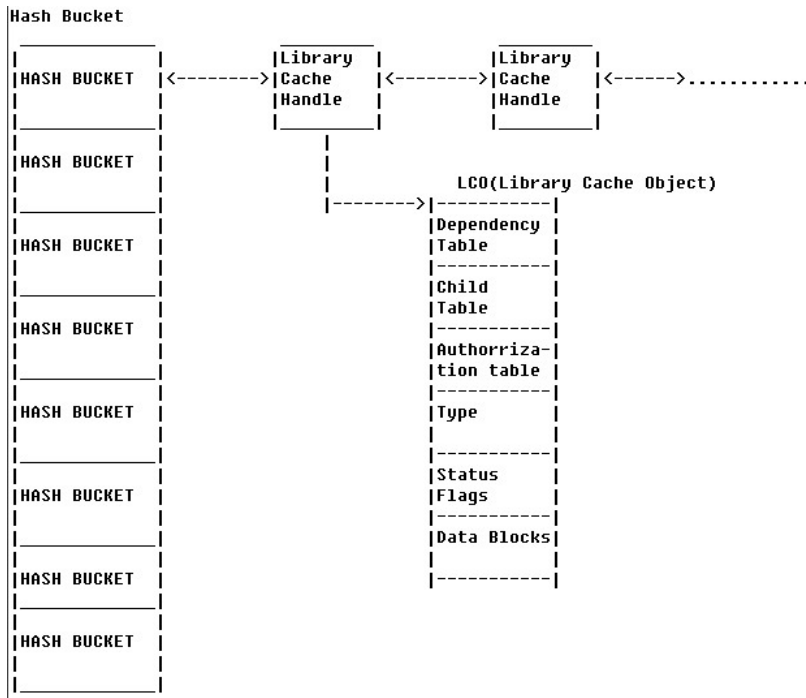 Hash Bucket
HASH BUCKET
Library
Cache
Handle
Library
Cache
Handle
HASH BUCKET
LCO(Library Cache Object)
Dependency
Table
HASH BUCKET
Child
Table
HASH BUCKET
Authorriza-
tion table
HASH BUCKET
Type
HASH BUCKET
Status
Flags
Data Blocks
HASH BUCKET
HASH BUCKET